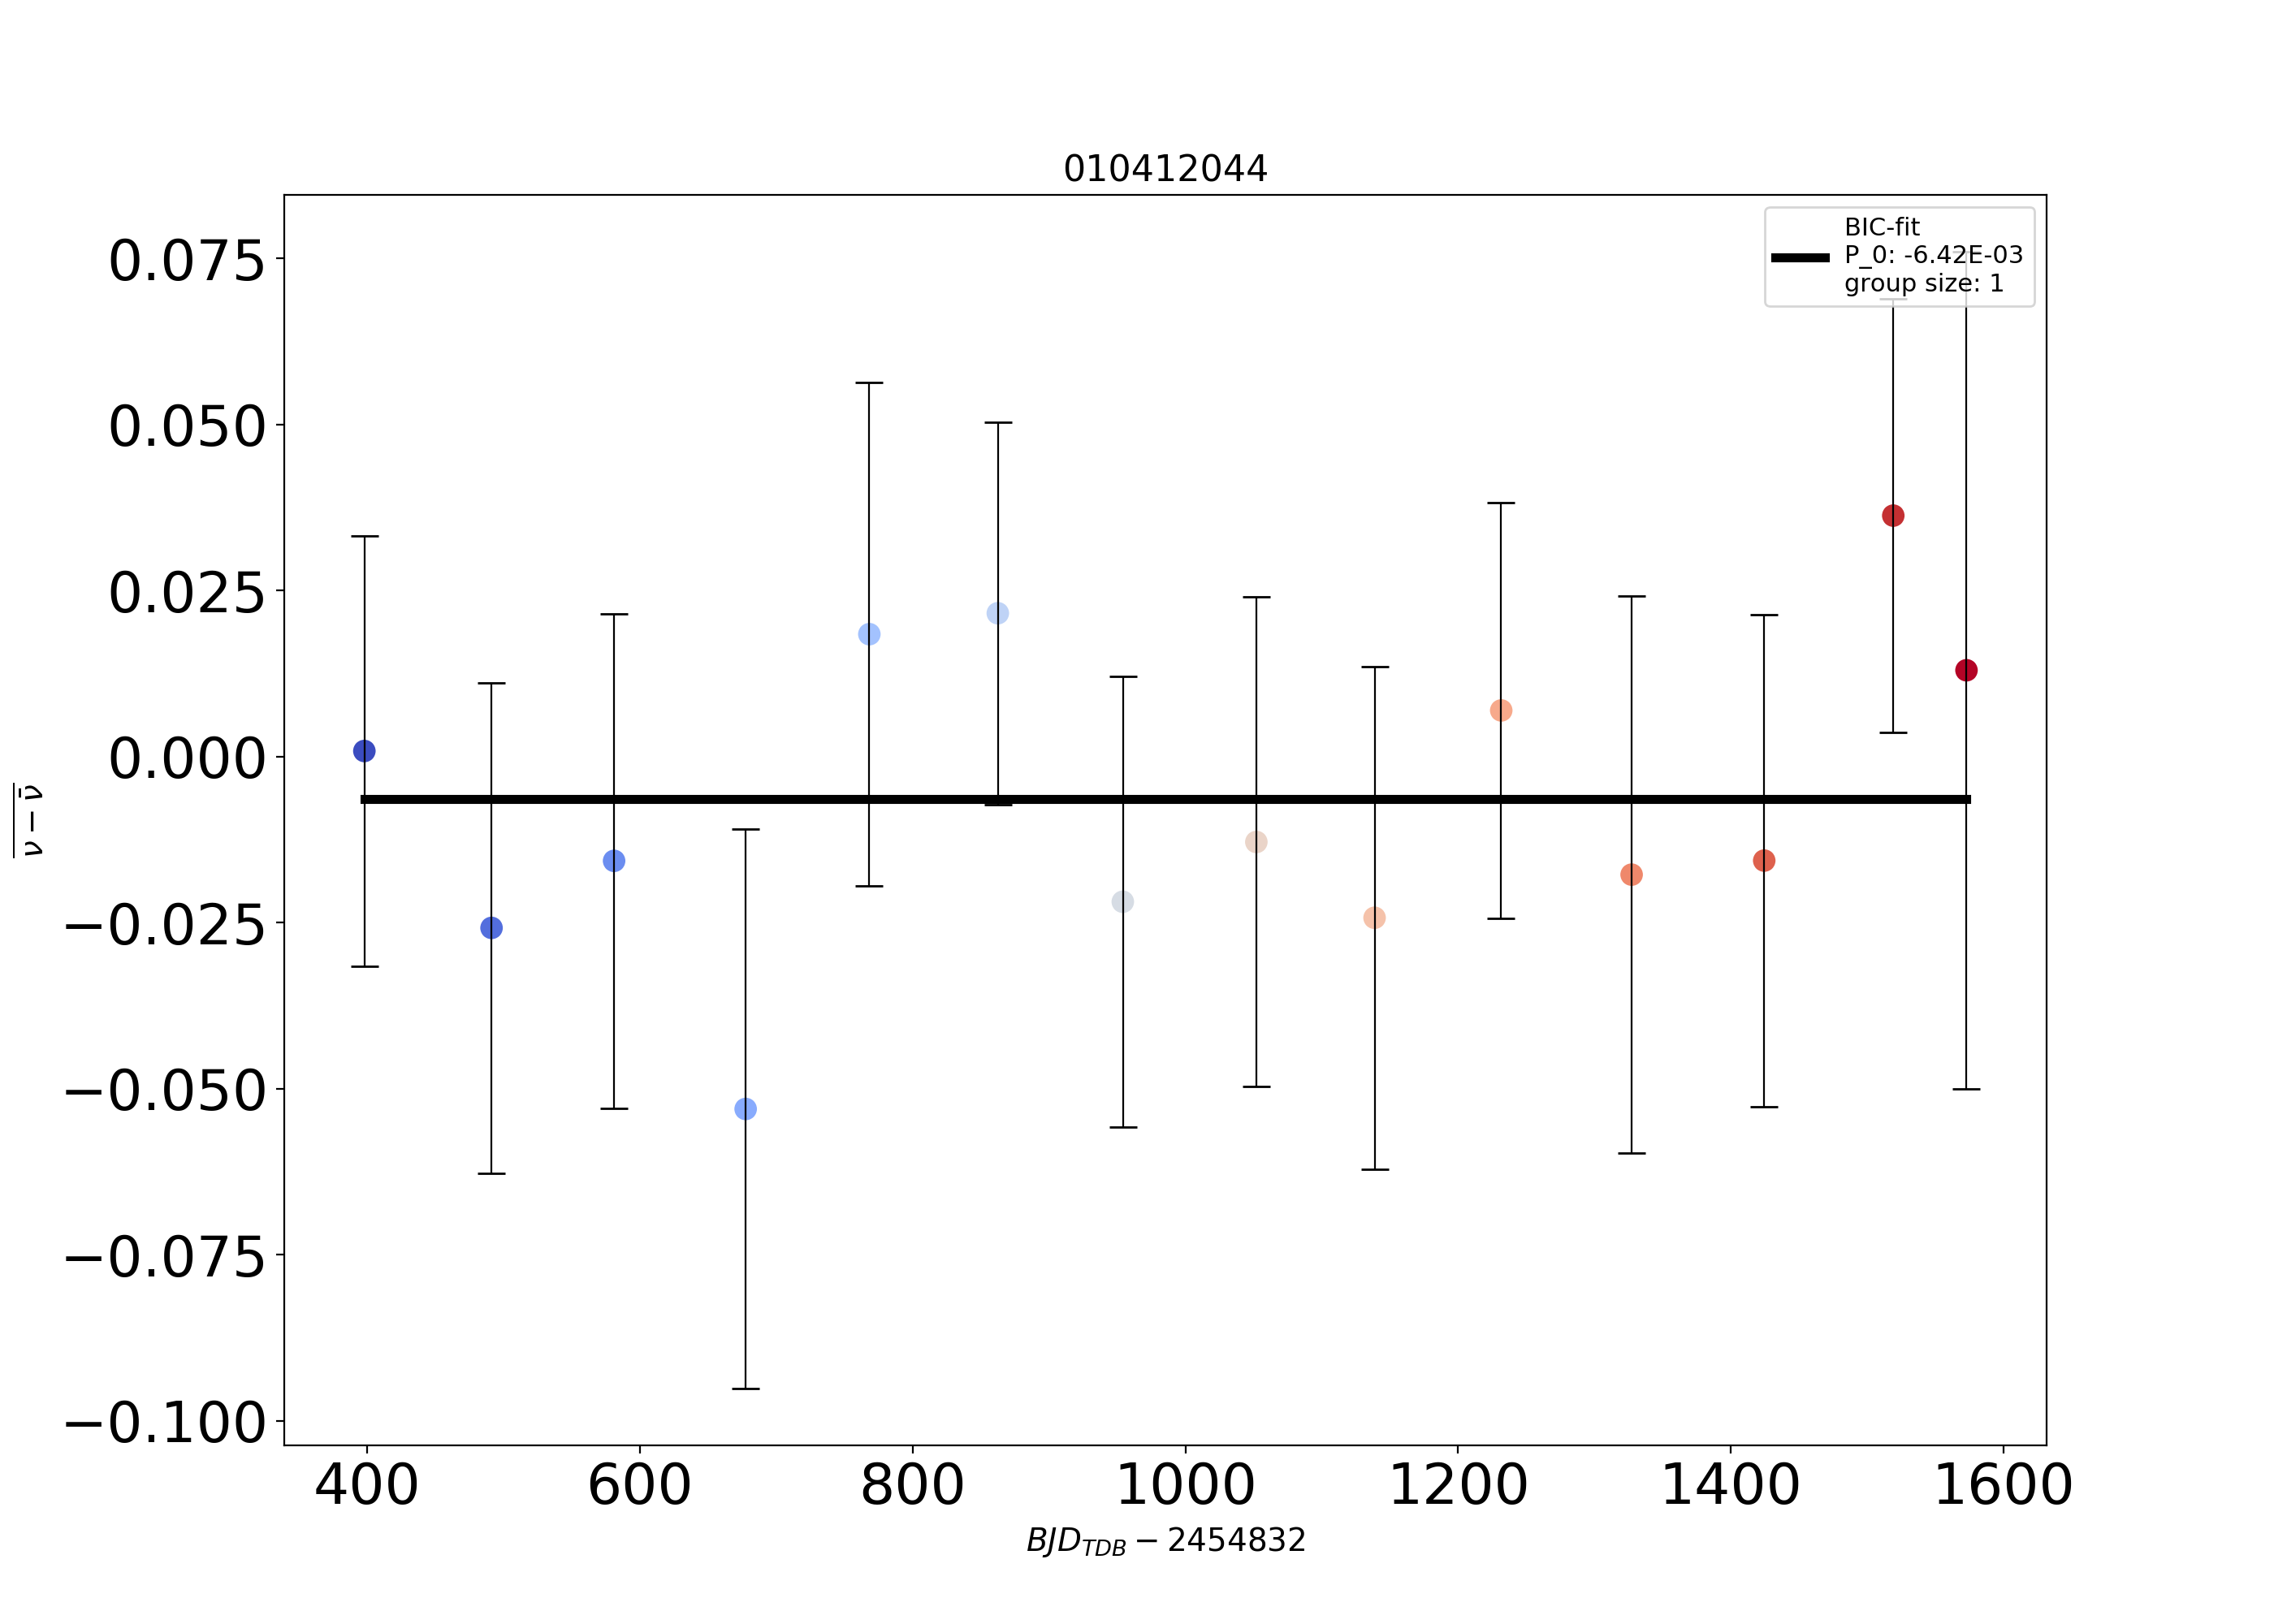 010412044
BIC-fit
P_0: -6.42E-03
group size: 1
0.075
0.050
0.025
0.000
−0.025
−0.050
−0.075
−0.100
ν − ν̄
400 600 800 1000 1200 1400 1600
BJD_TDB − 2454832